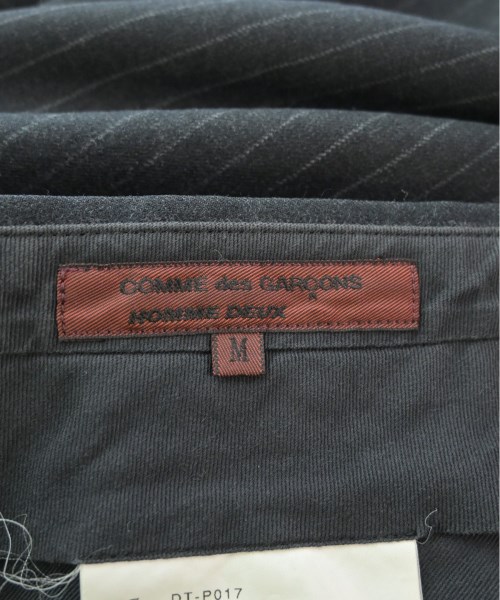 COMME des GARÇONS
HOMME DEUX
M
DT-P017